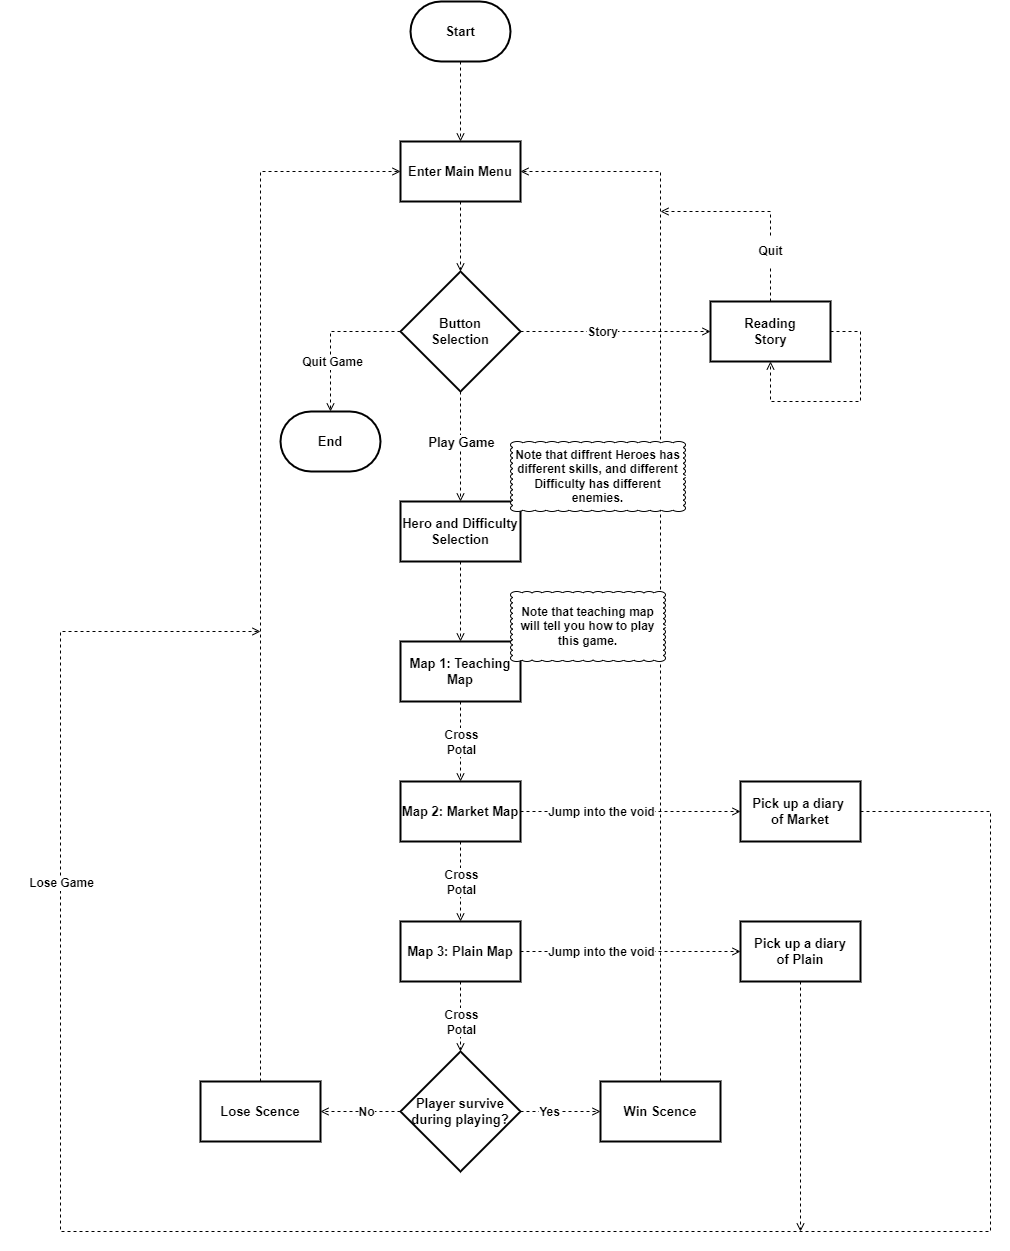 Start
Enter Main Menu
Quit
Button
Selection
Story
Reading
Story
Quit Game
End
Play Game
Note that diffrent Heroes has
different skills, and different
Difficulty has different
enemies.
Hero and Difficulty
Selection
Note that teaching map
will tell you how to play
this game.
Map 1: Teaching
Map
Cross
Potal
Map 2: Market Map
Jump into the void
Pick up a diary
of Market
Lose Game
Cross
Potal
Map 3: Plain Map
Jump into the void
Pick up a diary
of Plain
Cross
Potal
Lose Scence
No
Player survive
during playing?
Yes
Win Scence